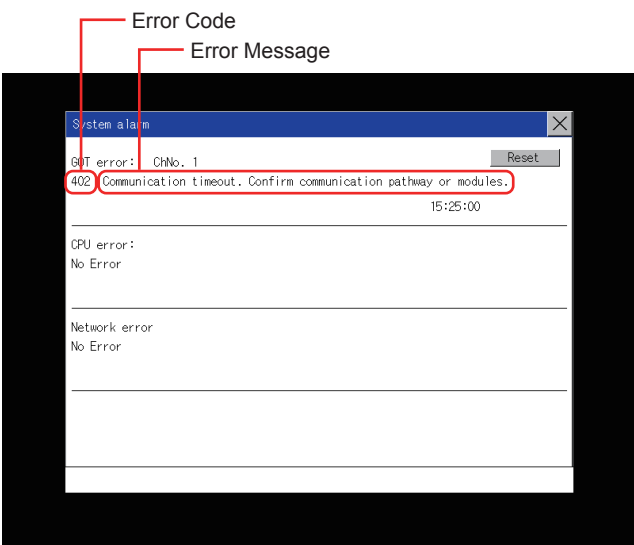 Error Code
Error Message
System alarm
GOT error: ChNo. 1 Reset
402 Communication timeout. Confirm communication pathway or modules.
15:25:00
CPU error:
No Error
Network error
No Error